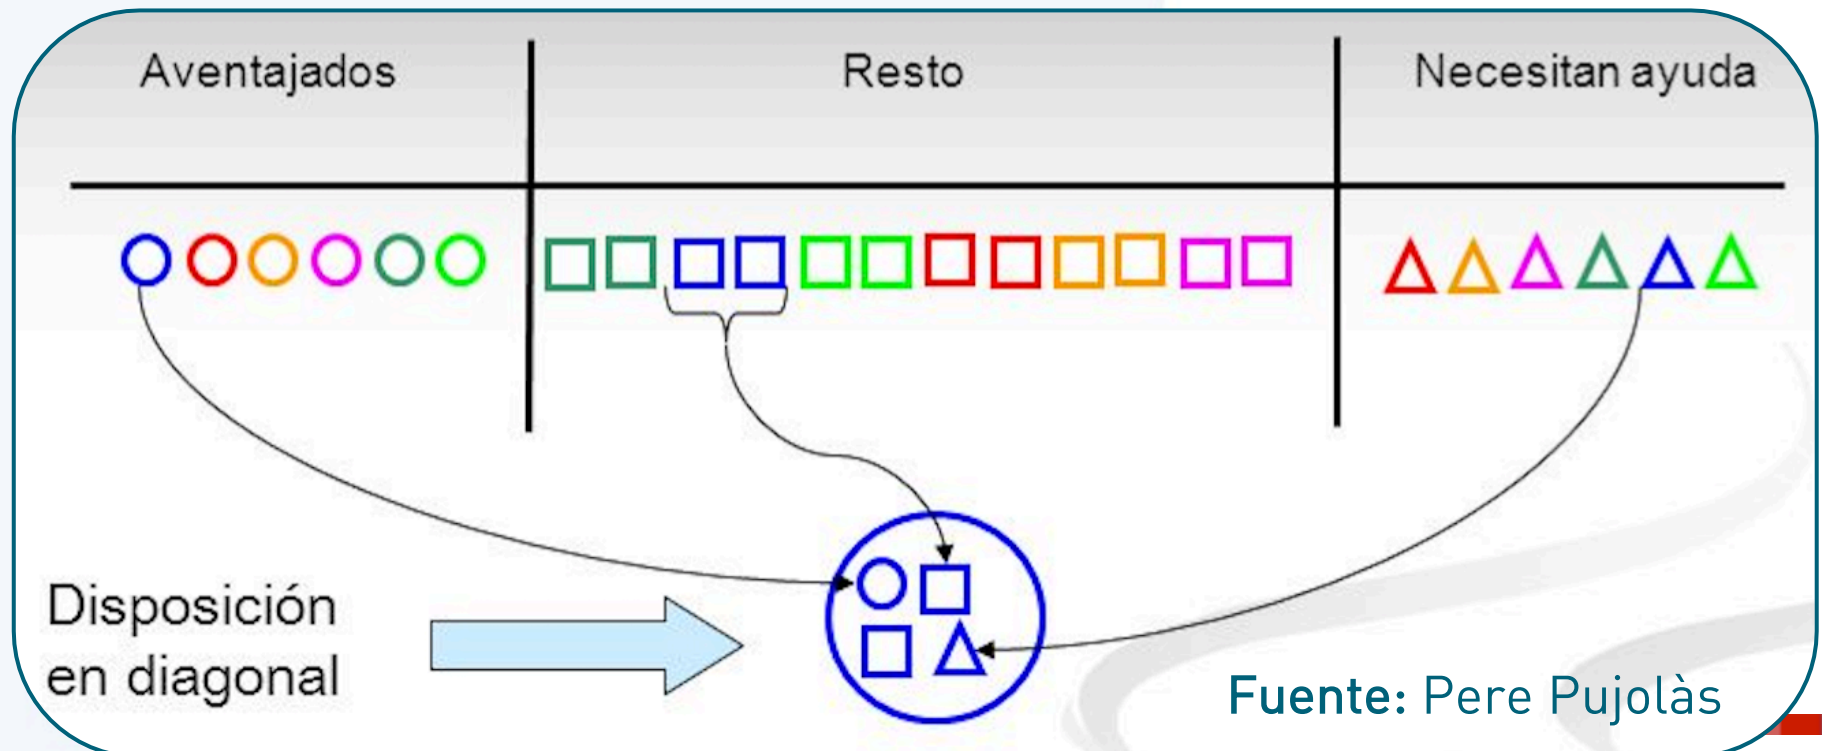 Aventajados
Resto
Necesitan ayuda
Disposición
en diagonal
Fuente: Pere Pujolàs